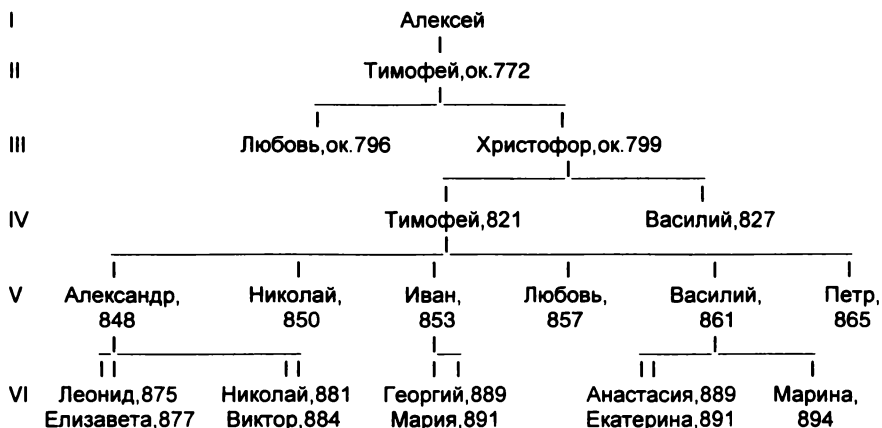 I Алексей
II Тимофей,ок.772
III Любовь,ок.796 Христофор,ок.799
IV Тимофей,821 Василий,827
V Александр, Николай, Иван, Любовь, Василий, Петр,
848 850 853 857 861 865
VI Леонид,875 Николай,881 Георгий,889 Анастасия,889 Марина,
Елизавета,877 Виктор,884 Мария,891 Екатерина,891 894